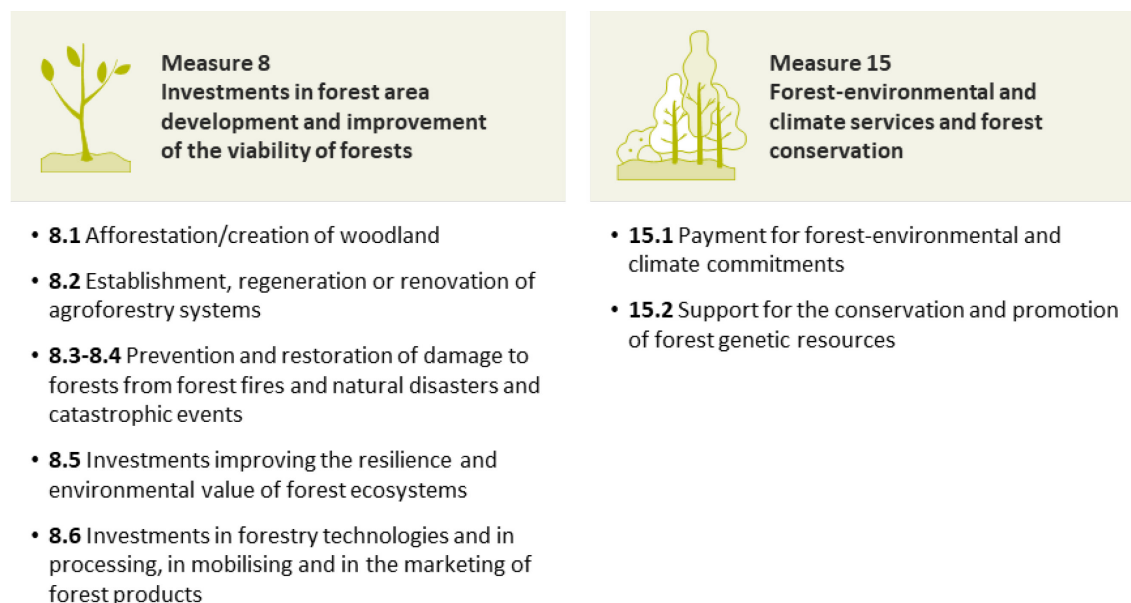 Measure 8
Investments in forest area
development and improvement
of the viability of forests
• 8.1 Afforestation/creation of woodland
• 8.2 Establishment, regeneration or renovation of
agroforestry systems
• 8.3-8.4 Prevention and restoration of damage to
forests from forest fires and natural disasters and
catastrophic events
• 8.5 Investments improving the resilience and
environmental value of forest ecosystems
• 8.6 Investments in forestry technologies and in
processing, in mobilising and in the marketing of
forest products
Measure 15
Forest-environmental and
climate services and forest
conservation
• 15.1 Payment for forest-environmental and
climate commitments
• 15.2 Support for the conservation and promotion
of forest genetic resources